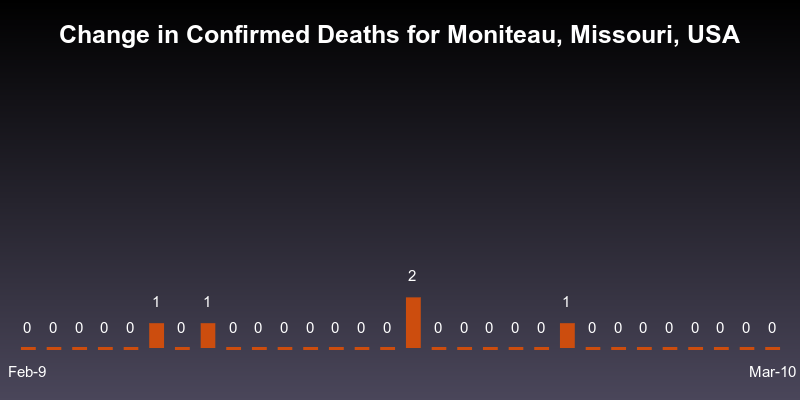 Change in Confirmed Deaths for Moniteau, Missouri, USA
2
1 1 1
0 0 0 0 0 0 0 0 0 0 0 0 0 0 0 0 0 0 0 0 0 0 0 0 0 0
Feb-9 Mar-10